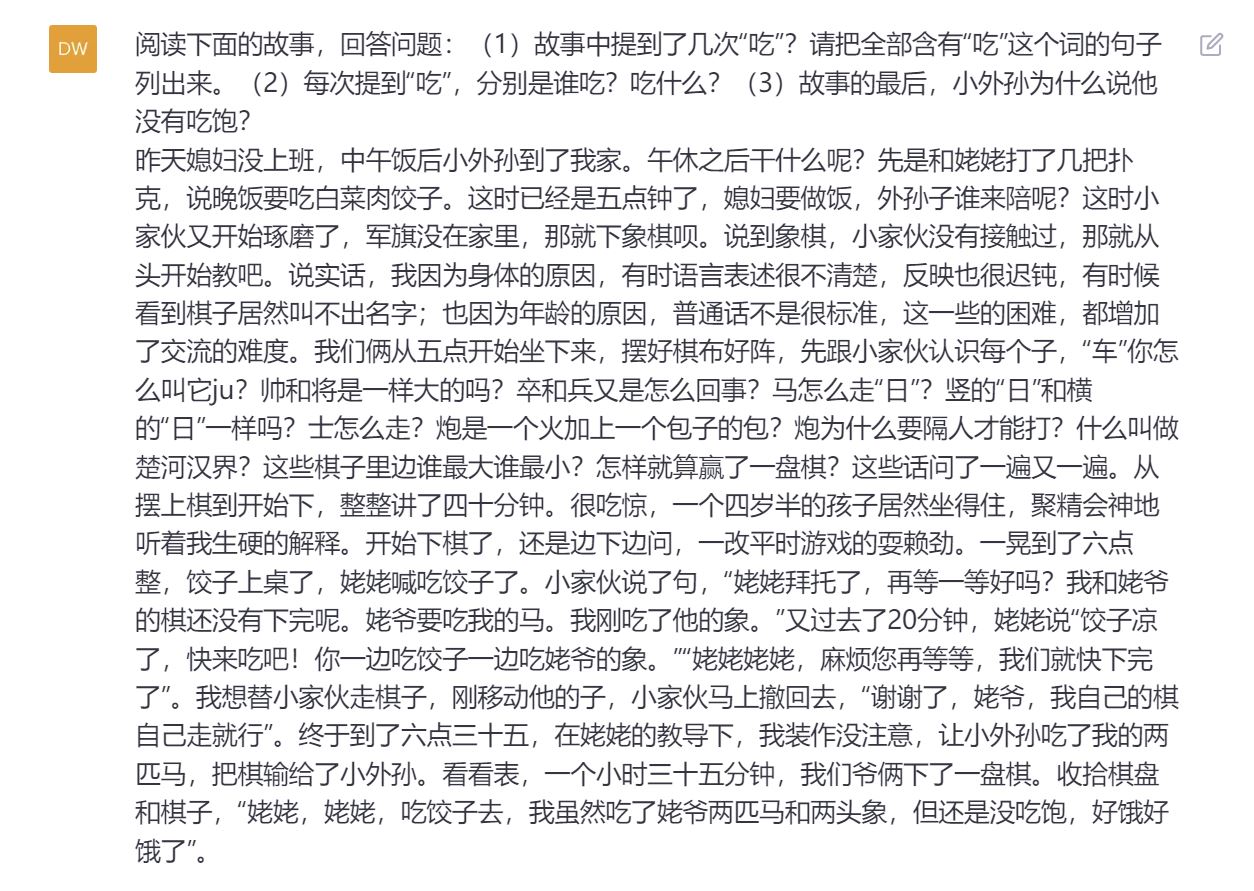 DW
阅读下面的故事，回答问题：（1）故事中提到了几次“吃”？请把全部含有“吃”这个词的句子
列出来。（2）每次提到“吃”，分别是谁吃？吃什么？（3）故事的最后，小外孙为什么说他
没有吃饱？
昨天媳妇没上班，中午饭后小外孙到了我家。午休之后干什么呢？先是和姥姥打了几把扑
克，说晚饭要吃白菜肉饺子。这时已经是五点钟了，媳妇要做饭，外孙子谁来陪呢？这时小
家伙又开始琢磨了，军旗没在家里，那就下象棋呗。说到象棋，小家伙没有接触过，那就从
头开始教吧。说实话，我因为身体的原因，有时语言表述很不清楚，反映也很迟钝，有时候
看到棋子居然叫不出名字；也因为年龄的原因，普通话不是很标准，这一些的困难，都增加
了交流的难度。我们俩从五点开始坐下来，摆好棋布好阵，先跟小家伙认识每个子，“车”你怎
么叫它ju？帅和将是一样大的吗？卒和兵又是怎么回事？马怎么走“日”？竖的“日”和横
的“日”一样吗？士怎么走？炮是一个火加上一个包子的包？炮为什么要隔人才能打？什么叫做
楚河汉界？这些棋子里边谁最大谁最小？怎样就算赢了一盘棋？这些话问了一遍又一遍。从
摆上棋到开始下，整整讲了四十分钟。很吃惊，一个四岁半的孩子居然坐得住，聚精会神地
听着我生硬的解释。开始下棋了，还是边下边问，一改平时游戏的耍赖劲。一晃到了六点
整，饺子上桌了，姥姥喊吃饺子了。小家伙说了句，“姥姥拜托了，再等一等好吗？我和姥爷
的棋还没有下完呢。姥爷要吃我的马。我刚吃了他的象。”又过去了20分钟，姥姥说“饺子凉
了，快来吃吧！你一边吃饺子一边吃姥爷的象。”“姥姥姥姥，麻烦您再等等，我们就快下完
了”。我想替小家伙走棋子，刚移动他的子，小家伙马上撤回去，“谢谢了，姥爷，我自己的棋
自己走就行”。终于到了六点三十五，在姥姥的教导下，我装作没注意，让小外孙吃了我的两
匹马，把棋输给了小外孙。看看表，一个小时三十五分钟，我们爷俩下了一盘棋。收拾棋盘
和棋子，“姥姥，姥姥，吃饺子去，我虽然吃了姥爷两匹马和两头象，但还是没吃饱，好饿好
饿了”。